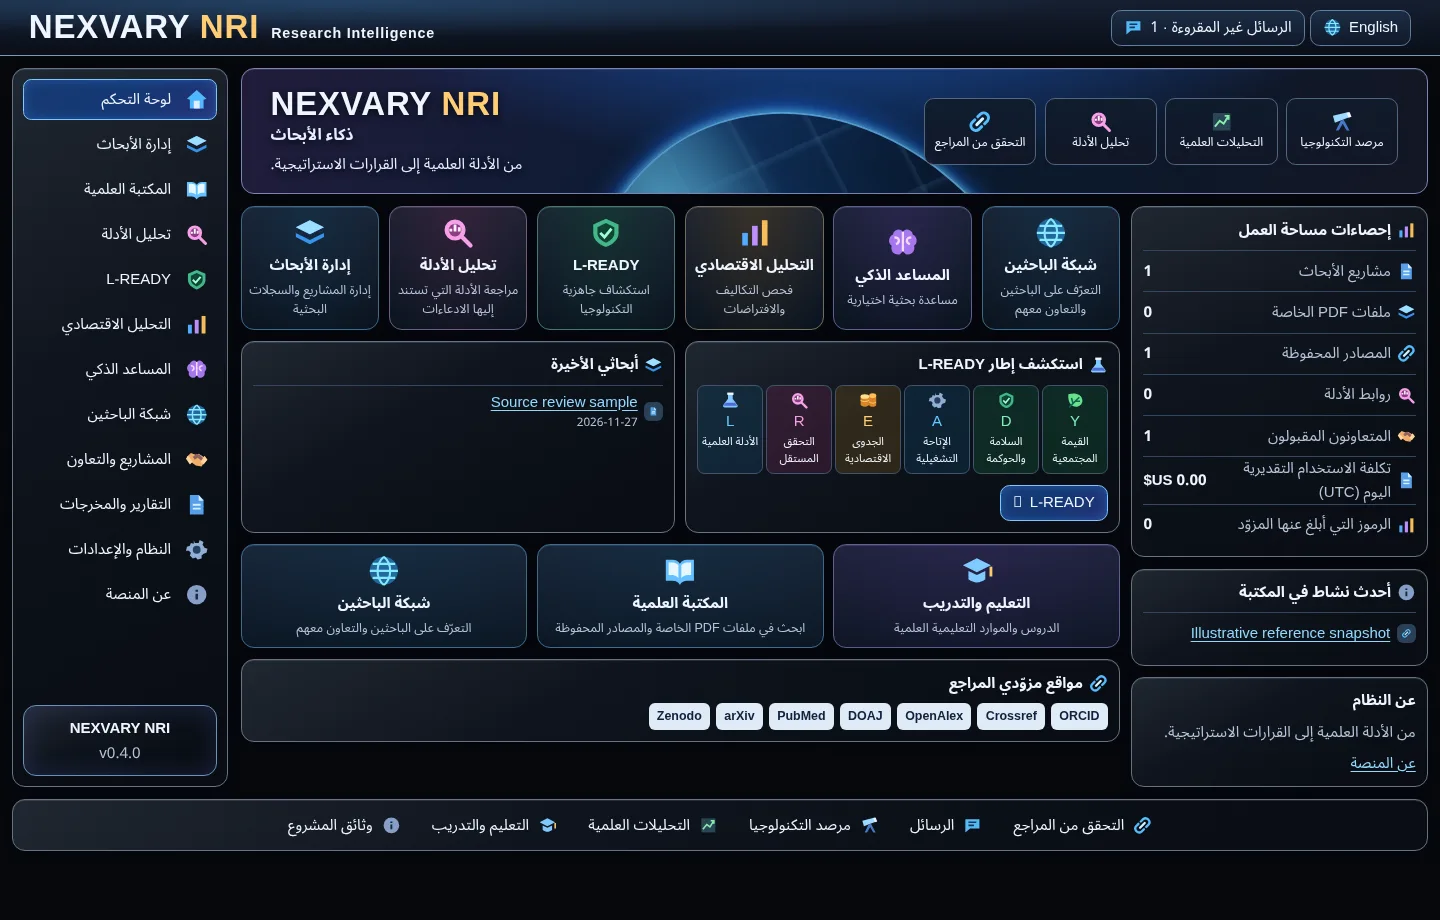 NEXVARY NRI Research Intelligence
الرسائل غير المقروءة · 1
English
لوحة التحكم
إدارة الأبحاث
المكتبة العلمية
تحليل الأدلة
L-READY
التحليل الاقتصادي
المساعد الذكي
شبكة الباحثين
المشاريع والتعاون
التقارير والمخرجات
النظام والإعدادات
عن المنصة
NEXVARY NRI
v0.4.0
NEXVARY NRI
ذكاء الأبحاث
من الأدلة العلمية إلى القرارات الاستراتيجية.
مرصد التكنولوجيا
التحليلات العلمية
تحليل الأدلة
التحقق من المراجع
إحصاءات مساحة العمل
مشاريع الأبحاث 1
ملفات PDF الخاصة 0
المصادر المحفوظة 1
روابط الأدلة 0
المتعاونون المقبولون 1
تكلفة الاستخدام التقديرية
اليوم (UTC) $US 0.00
الرموز التي أبلغ عنها المزوّد 0
شبكة الباحثين
التعرّف على الباحثين
والتعاون معهم
المساعد الذكي
مساعدة بحثية اختيارية
التحليل الاقتصادي
فحص التكاليف
والافتراضات
L-READY
استكشاف جاهزية
التكنولوجيا
تحليل الأدلة
مراجعة الأدلة التي تستند
إليها الادعاءات
إدارة الأبحاث
إدارة المشاريع والسجلات
البحثية
استكشف إطار L-READY
Y
القيمة
المجتمعية
D
السلامة
والحوكمة
A
الإتاحة
التشغيلية
E
الجدوى
الاقتصادية
R
التحقق
المستقل
L
الأدلة العلمية
L-READY
أبحاثي الأخيرة
Source review sample
2026-11-27
التعليم والتدريب
الدروس والموارد التعليمية العلمية
المكتبة العلمية
ابحث في ملفات PDF الخاصة والمصادر المحفوظة
شبكة الباحثين
التعرّف على الباحثين والتعاون معهم
أحدث نشاط في المكتبة
Illustrative reference snapshot
مواقع مزوّدي المراجع
ORCID
Crossref
OpenAlex
DOAJ
PubMed
arXiv
Zenodo
عن النظام
من الأدلة العلمية إلى القرارات الاستراتيجية.
عن المنصة
التحقق من المراجع
الرسائل
مرصد التكنولوجيا
التحليلات العلمية
التعليم والتدريب
وثائق المشروع